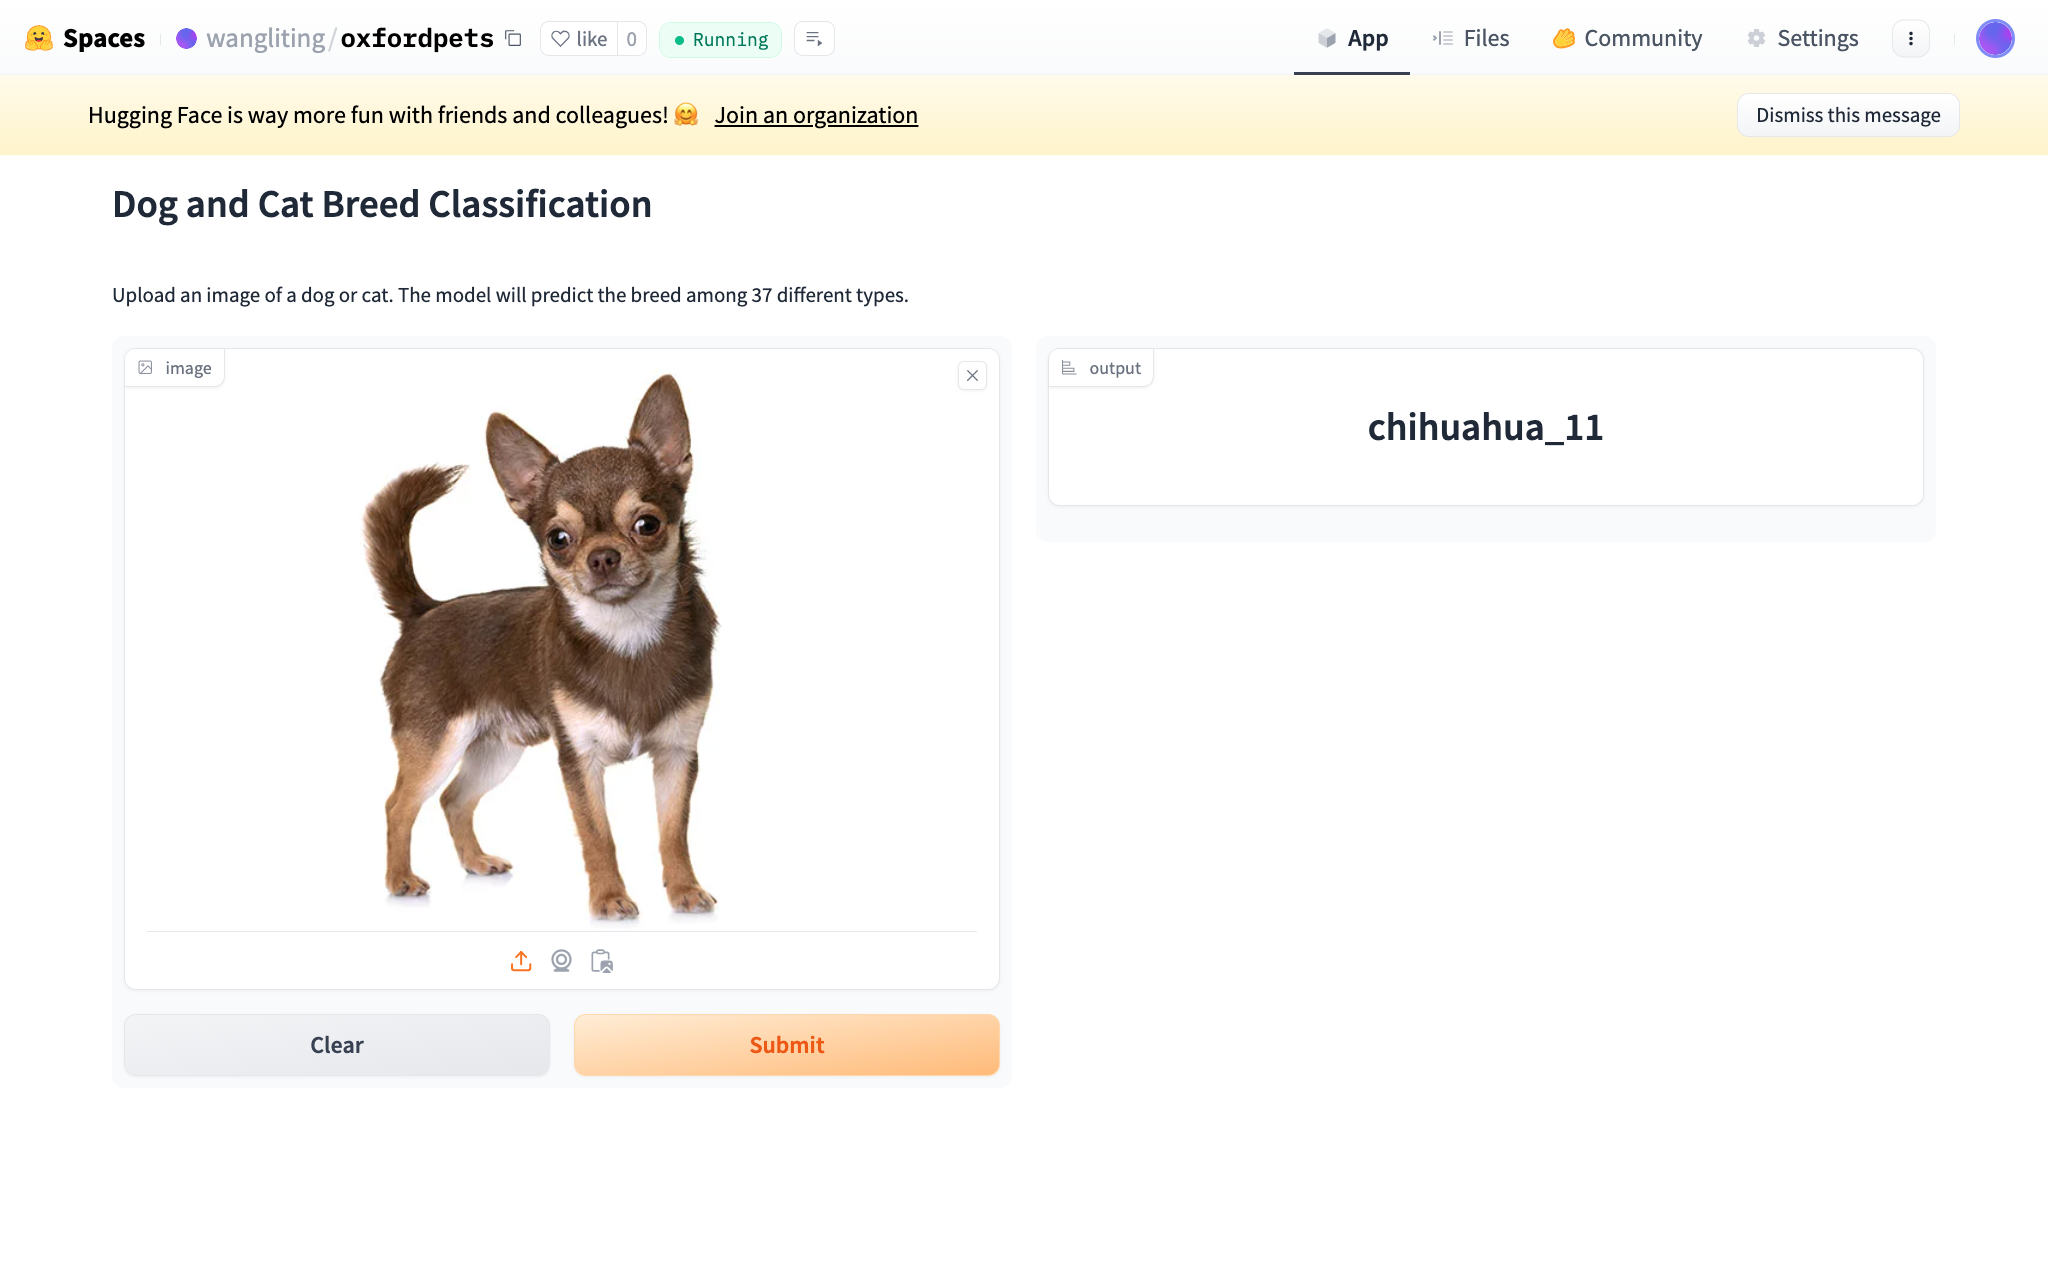 Spaces
wangliting/oxfordpets
like 0
Running
App
Files
Community
Settings
Hugging Face is way more fun with friends and colleagues! 🤗 Join an organization
Dismiss this message
Dog and Cat Breed Classification
Upload an image of a dog or cat. The model will predict the breed among 37 different types.
image
output
chihuahua_11
Clear
Submit